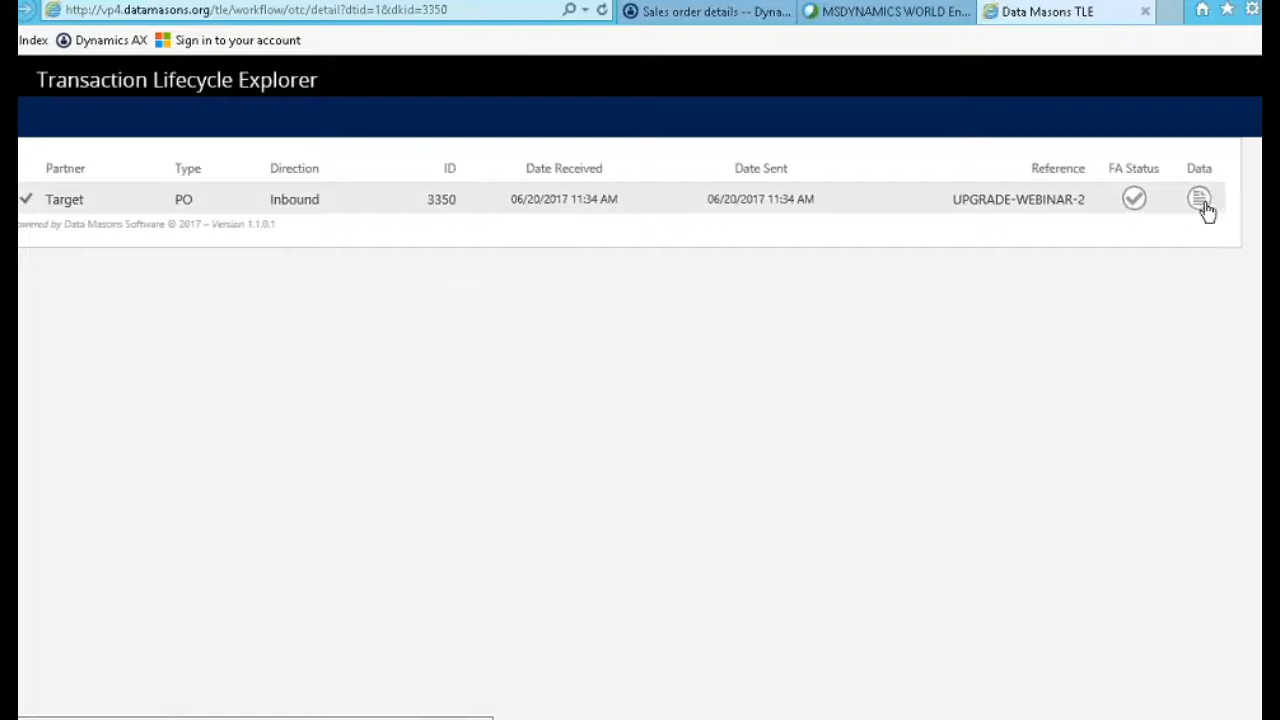 http://vp4.datamasons.org/tle/workflow/otc/detail?dtid=1&dkid=3350
Sales order details -- Dyna...
MSDYNAMICS WORLD En...
Data Masons TLE
Index
Dynamics AX
Sign in to your account
Transaction Lifecycle Explorer
Partner Type Direction ID Date Received Date Sent Reference FA Status Data
Target PO Inbound 3350 06/20/2017 11:34 AM 06/20/2017 11:34 AM UPGRADE-WEBINAR-2
owered by Data Masons Software © 2017 – Version 1.1.0.1